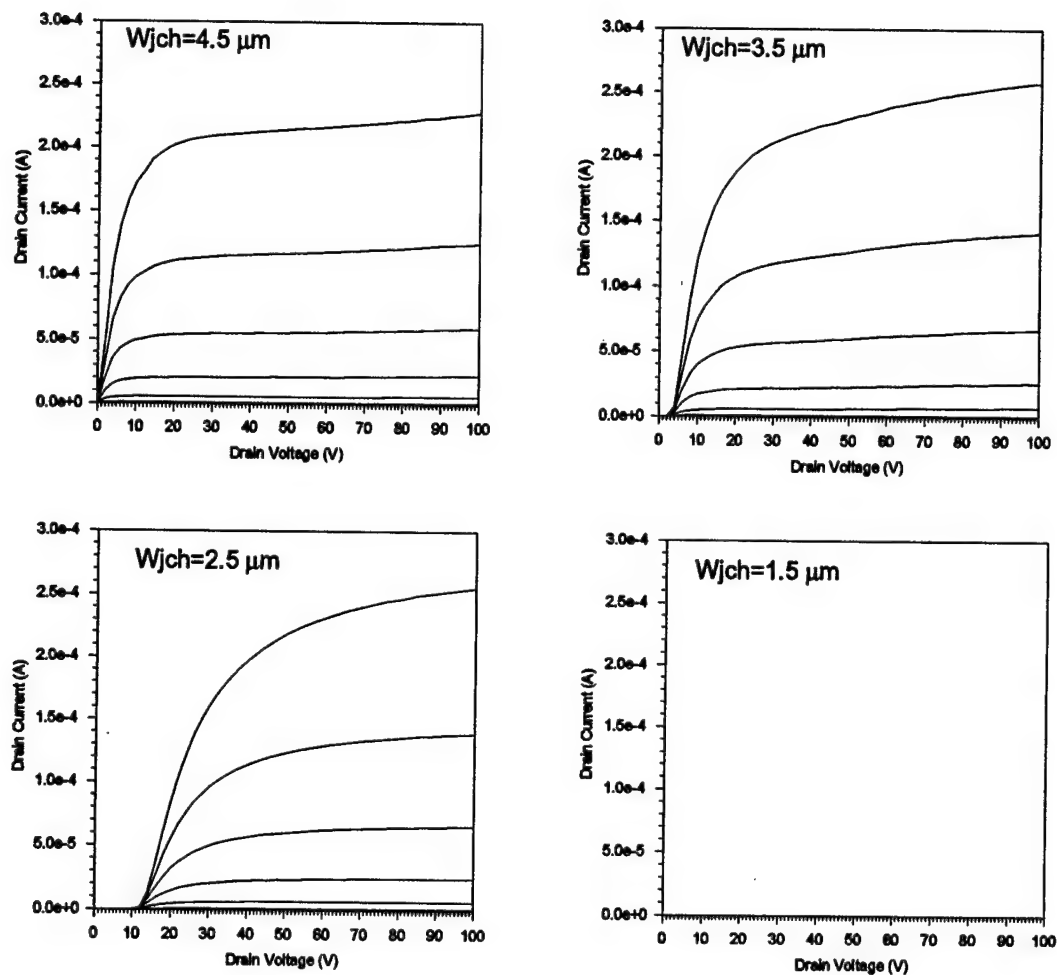 Wjch=4.5 μm
3.0e-4
2.5e-4
2.0e-4
1.5e-4
1.0e-4
5.0e-5
0.0e+0
Drain Current (A)
0 10 20 30 40 50 60 70 80 90 100
Drain Voltage (V)
Wjch=3.5 μm
3.0e-4
2.5e-4
2.0e-4
1.5e-4
1.0e-4
5.0e-5
0.0e+0
Drain Current (A)
0 10 20 30 40 50 60 70 80 90 100
Drain Voltage (V)
Wjch=2.5 μm
3.0e-4
2.5e-4
2.0e-4
1.5e-4
1.0e-4
5.0e-5
0.0e+0
Drain Current (A)
0 10 20 30 40 50 60 70 80 90 100
Drain Voltage (V)
Wjch=1.5 μm
3.0e-4
2.5e-4
2.0e-4
1.5e-4
1.0e-4
5.0e-5
0.0e+0
Drain Current (A)
0 10 20 30 40 50 60 70 80 90 100
Drain Voltage (V)